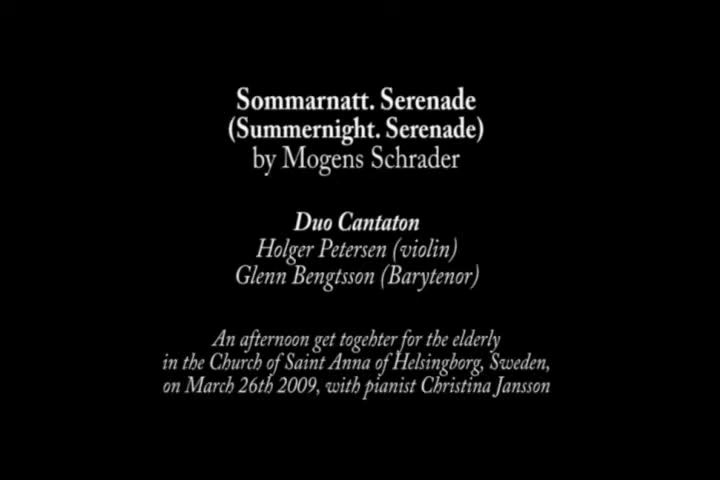 Sommarnatt. Serenade
(Summernight. Serenade)
by Mogens Schrader
Duo Cantaton
Holger Petersen (violin)
Glenn Bengtsson (Barytenor)
An afternoon get togehter for the elderly
in the Church of Saint Anna of Helsingborg, Sweden,
on March 26th 2009, with pianist Christina Jansson